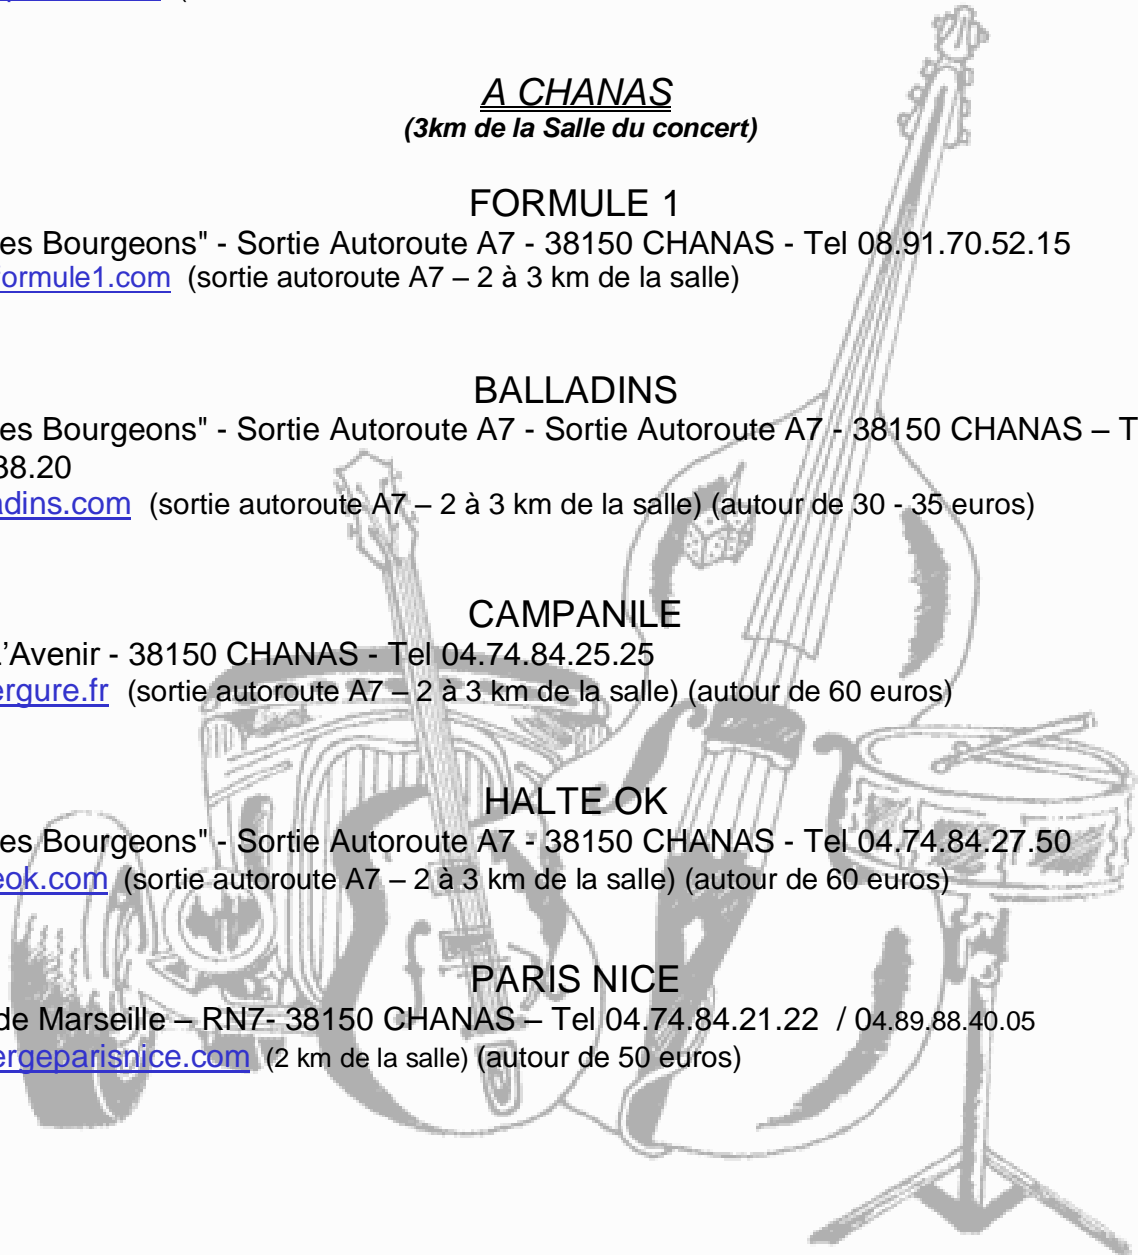 A CHANAS
(3km de la Salle du concert)
FORMULE 1
es Bourgeons" - Sortie Autoroute A7 - 38150 CHANAS - Tel 08.91.70.52.15
ormule1.com (sortie autoroute A7 – 2 à 3 km de la salle)
BALLADINS
es Bourgeons" - Sortie Autoroute A7 - Sortie Autoroute A7 - 38150 CHANAS – T
38.20
adins.com (sortie autoroute A7 – 2 à 3 km de la salle) (autour de 30 - 35 euros)
CAMPANILE
'Avenir - 38150 CHANAS - Tel 04.74.84.25.25
ergure.fr (sortie autoroute A7 – 2 à 3 km de la salle) (autour de 60 euros)
HALTE OK
es Bourgeons" - Sortie Autoroute A7 - 38150 CHANAS - Tel 04.74.84.27.50
eok.com (sortie autoroute A7 – 2 à 3 km de la salle) (autour de 60 euros)
PARIS NICE
de Marseille – RN7- 38150 CHANAS – Tel 04.74.84.21.22 / 04.89.88.40.05
ergeparisnice.com (2 km de la salle) (autour de 50 euros)